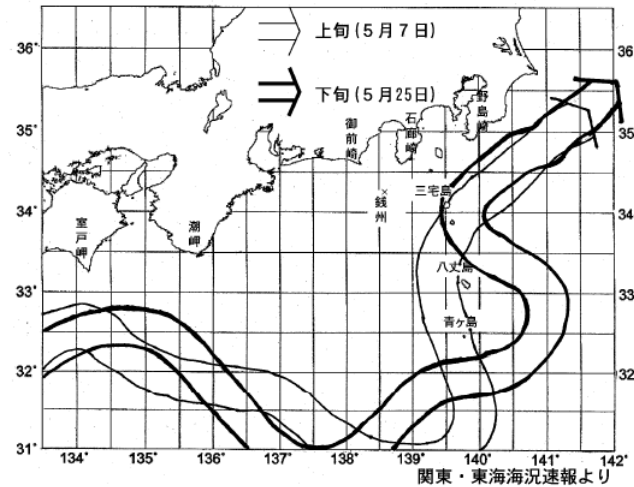 上旬(5月7日)
下旬(5月25日)
36°
36°
35°
35
34°
34
33°
33
32°
32
31°
野島崎
石廊崎
御前崎
三宅島
×
銭州
室戸岬
潮岬
八丈島
青ヶ島
134°
135°
136°
137°
138°
139°
140°
141°
142°
関東・東海海況速報より